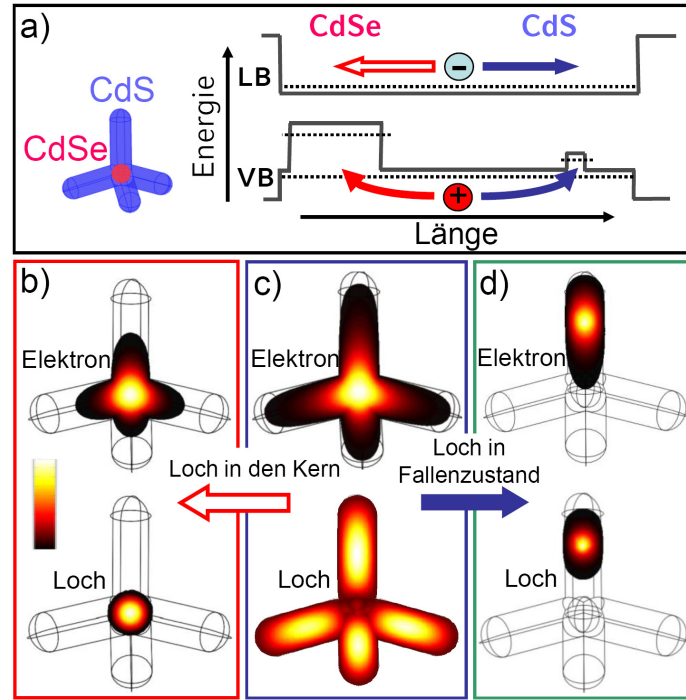 a)
CdSe
CdS
CdS
CdSe
Energie
LB
-
VB
+
Länge
b)
c)
d)
Elektron
Elektron
Elektron
Loch in den Kern
Loch in
Fallenzustand
Loch
Loch
Loch